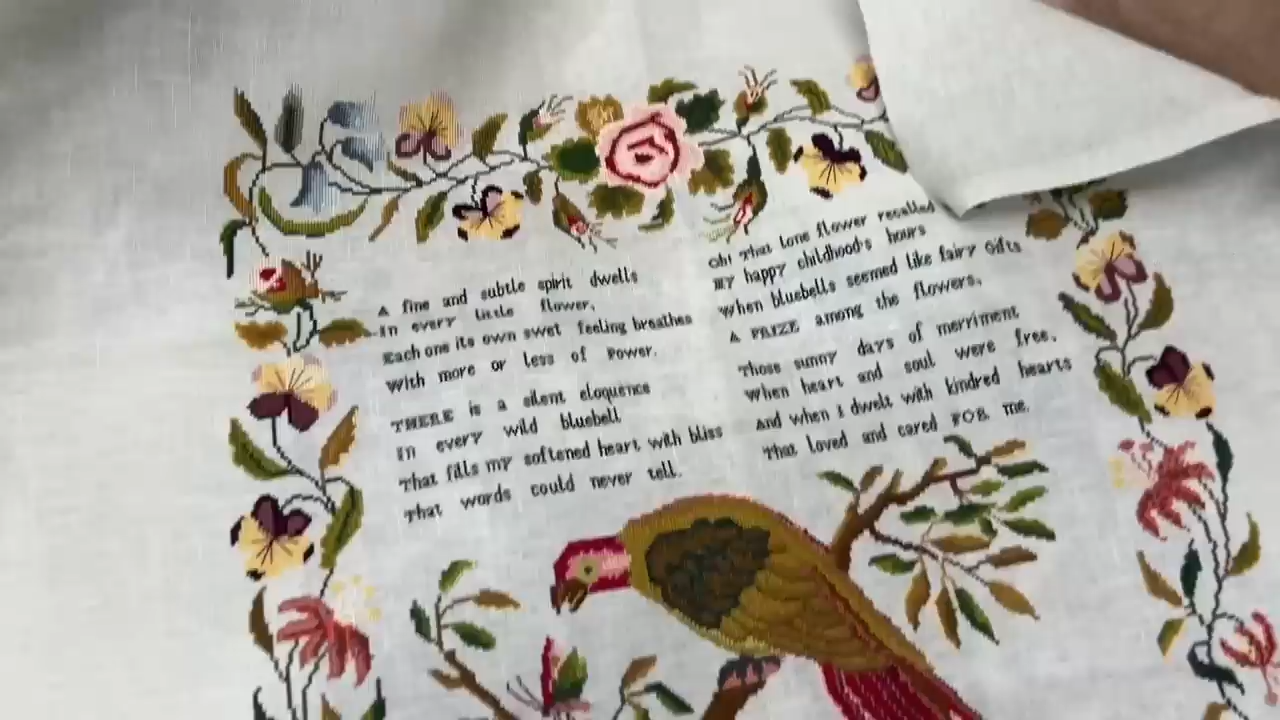 A fine and subtle spirit dwells
In every little flower,
Each one its own swet feeling breathes
With more or less of Power.
THERE is a silent eloquence
In every wild bluebell
That fills my softened heart with bliss
That words could never tell.
Oh! That lone flower recalled
MY happy childhood's hours
When bluebells seemed like fairy Gifts
A PRIZE among the flowers,
Those sunny days of merriment
When heart and soul were free,
And when I dwelt with kindred hearts
That loved and cared FOR me.